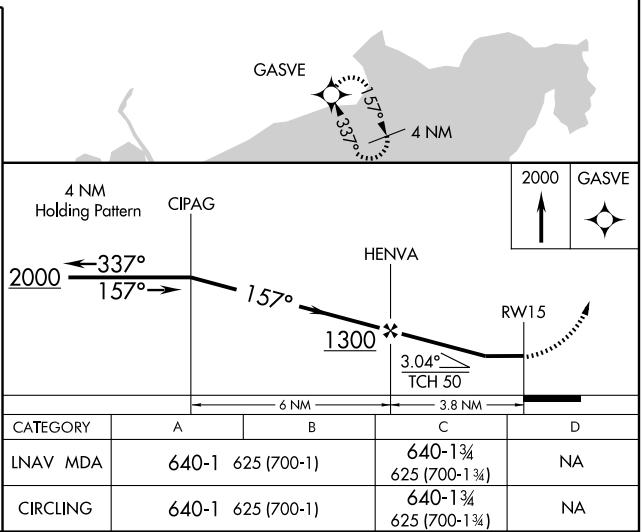 GASVE
157°
337°
4 NM
2000 GASVE
4 NM
Holding Pattern
CIPAG
HENVA
RW15
2000
337°
157°
157°
1300
3.04°
TCH 50
6 NM
3.8 NM
CATEGORY A B C D
LNAV MDA 640-1 625 (700-1) 640-1¾ NA
625 (700-1¾)
CIRCLING 640-1 625 (700-1) 640-1¾ NA
625 (700-1¾)